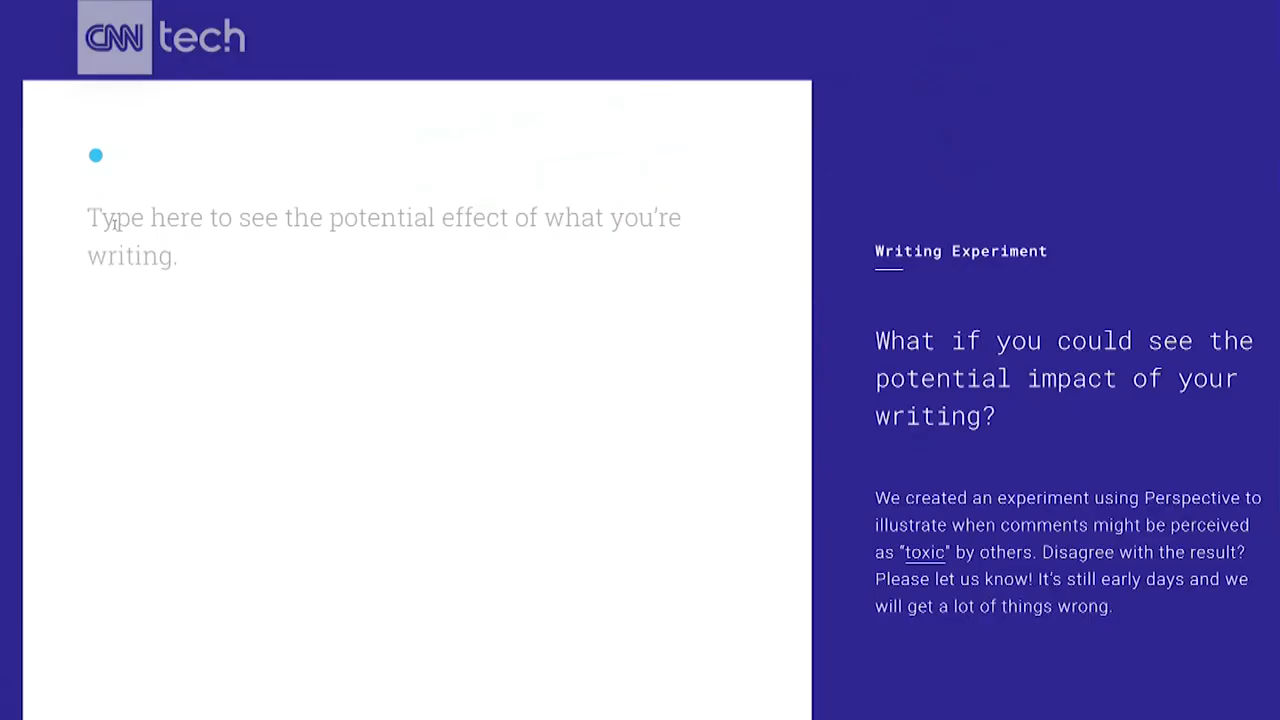 CNN tech
Type here to see the potential effect of what you’re
writing.
Writing Experiment
What if you could see the
potential impact of your
writing?
We created an experiment using Perspective to
illustrate when comments might be perceived
as “toxic" by others. Disagree with the result?
Please let us know! It’s still early days and we
will get a lot of things wrong.